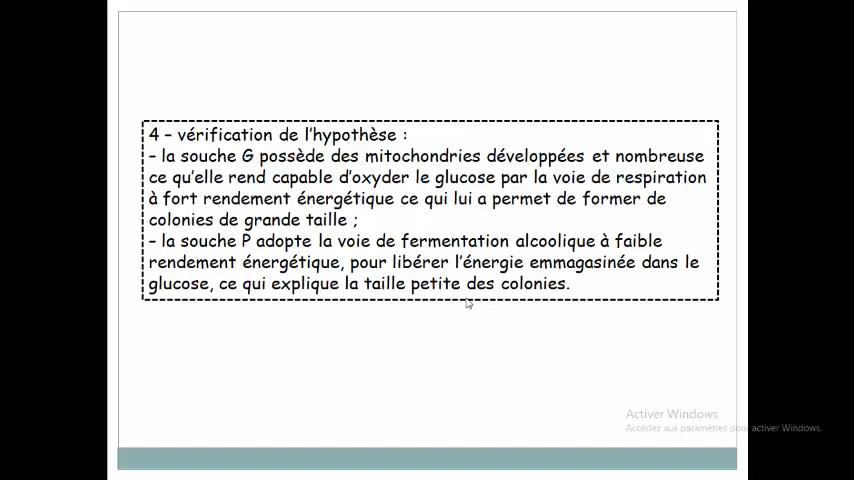 4 – vérification de l'hypothèse :
– la souche G possède des mitochondries développées et nombreuse
ce qu'elle rend capable d'oxyder le glucose par la voie de respiration
à fort rendement énergétique ce qui lui a permet de former de
colonies de grande taille ;
– la souche P adopte la voie de fermentation alcoolique à faible
rendement énergétique, pour libérer l'énergie emmagasinée dans le
glucose, ce qui explique la taille petite des colonies.
Activer Windows
Accédez aux paramètres pour activer Windows.